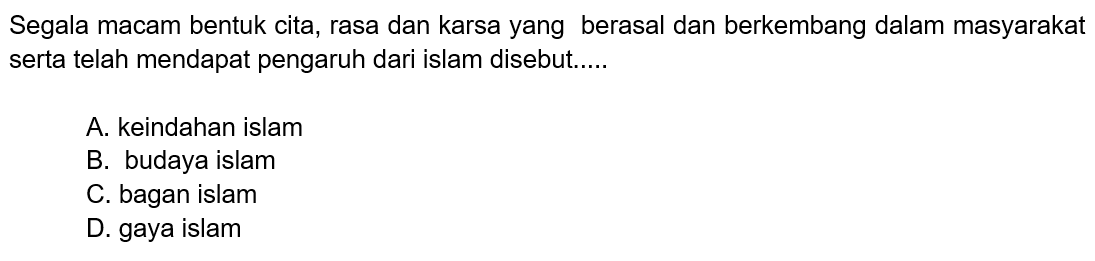 Segala macam bentuk cita, rasa dan karsa yang  berasal dan berkembang dalam masyarakat
serta telah mendapat pengaruh dari islam disebut.....
A. keindahan islam
B.  budaya islam
C. bagan islam
D. gaya islam